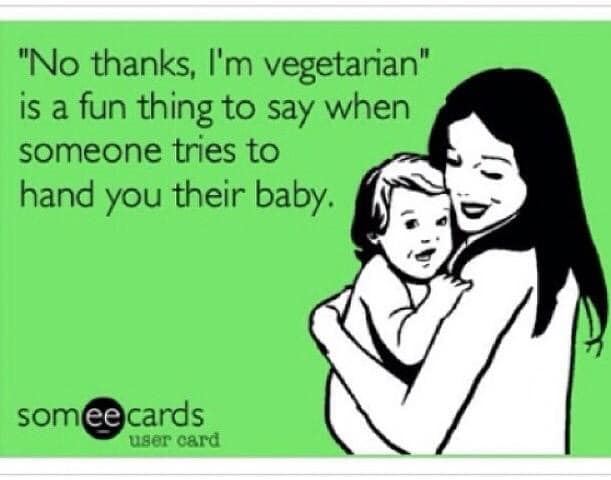 "No thanks, I'm vegetarian"
is a fun thing to say when
someone tries to
hand you their baby.
someecards
user card